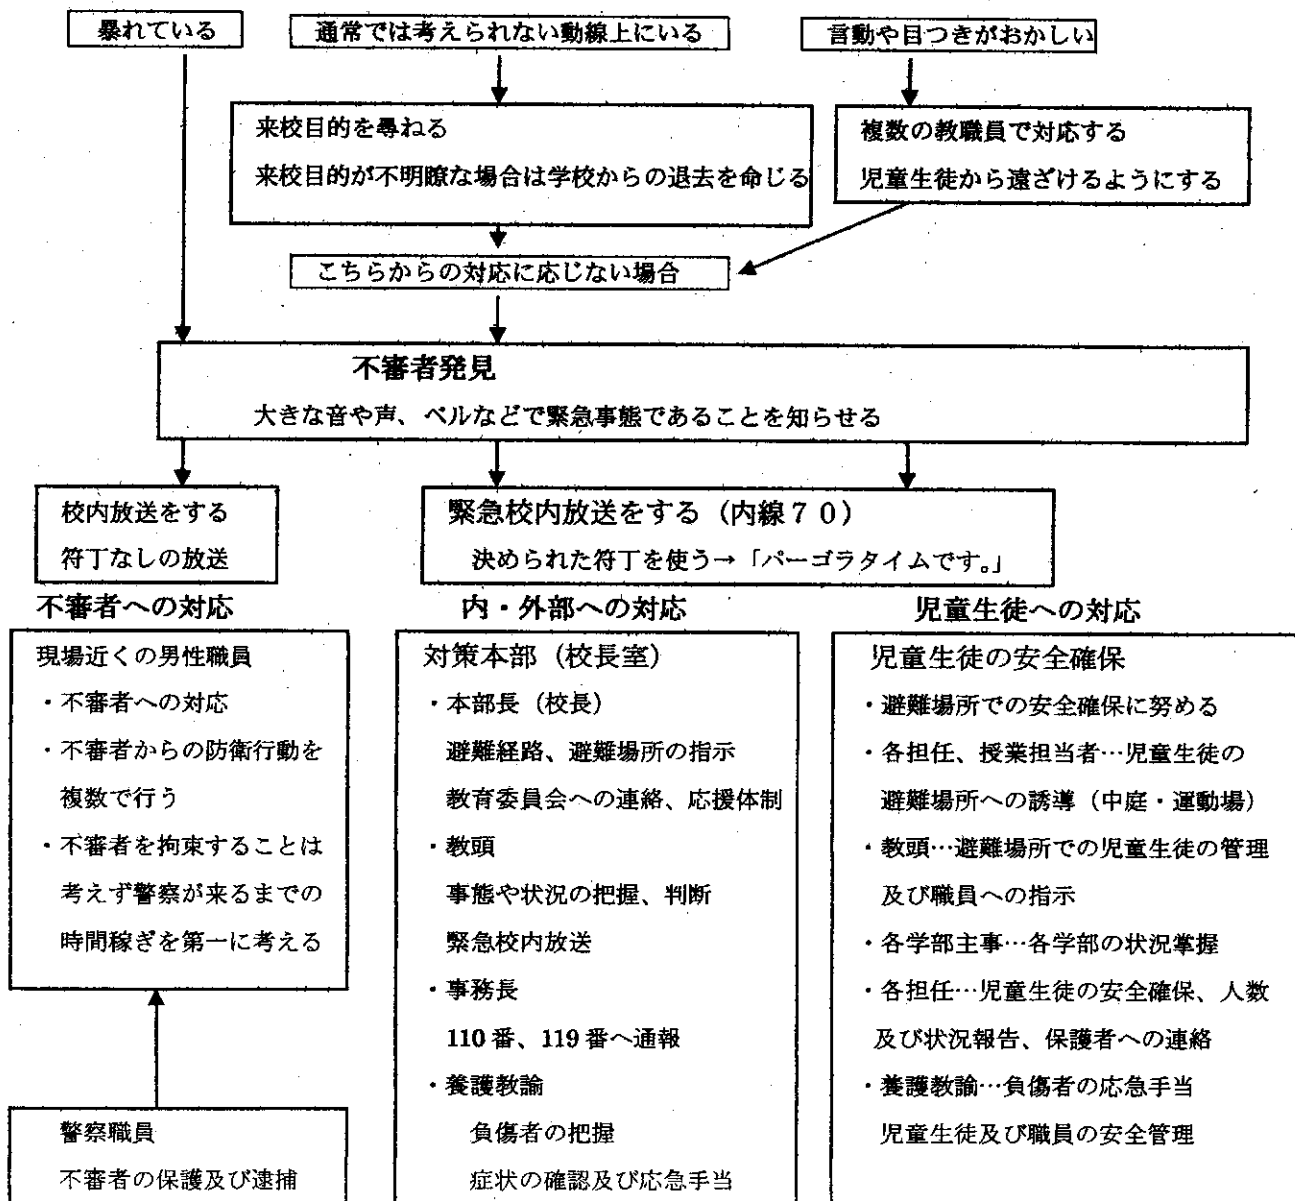 暴れている
通常では考えられない動線上にいる
言動や目つきがおかしい
来校目的を尋ねる
来校目的が不明瞭な場合は学校からの退去を命じる
複数の教職員で対応する
児童生徒から遠ざけるようにする
こちらからの対応に応じない場合
不審者発見
大きな音や声、ベルなどで緊急事態であることを知らせる
校内放送をする
符丁なしの放送
緊急校内放送をする（内線７０）
決められた符丁を使う→「パーゴラタイムです。」
不審者への対応
現場近くの男性職員
・不審者への対応
・不審者からの防衛行動を
複数で行う
・不審者を拘束することは
考えず警察が来るまでの
時間稼ぎを第一に考える
警察職員
不審者の保護及び逮捕
内・外部への対応
対策本部（校長室）
・本部長（校長）
避難経路、避難場所の指示
教育委員会への連絡、応援体制
・教頭
事態や状況の把握、判断
緊急校内放送
・事務長
110番、119番へ通報
・養護教諭
負傷者の把握
症状の確認及び応急手当
児童生徒への対応
児童生徒の安全確保
・避難場所での安全確保に努める
・各担任、授業担当者…児童生徒の
避難場所への誘導（中庭・運動場）
・教頭…避難場所での児童生徒の管理
及び職員への指示
・各学部主事…各学部の状況掌握
・各担任…児童生徒の安全確保、人数
及び状況報告、保護者への連絡
・養護教諭…負傷者の応急手当
児童生徒及び職員の安全管理